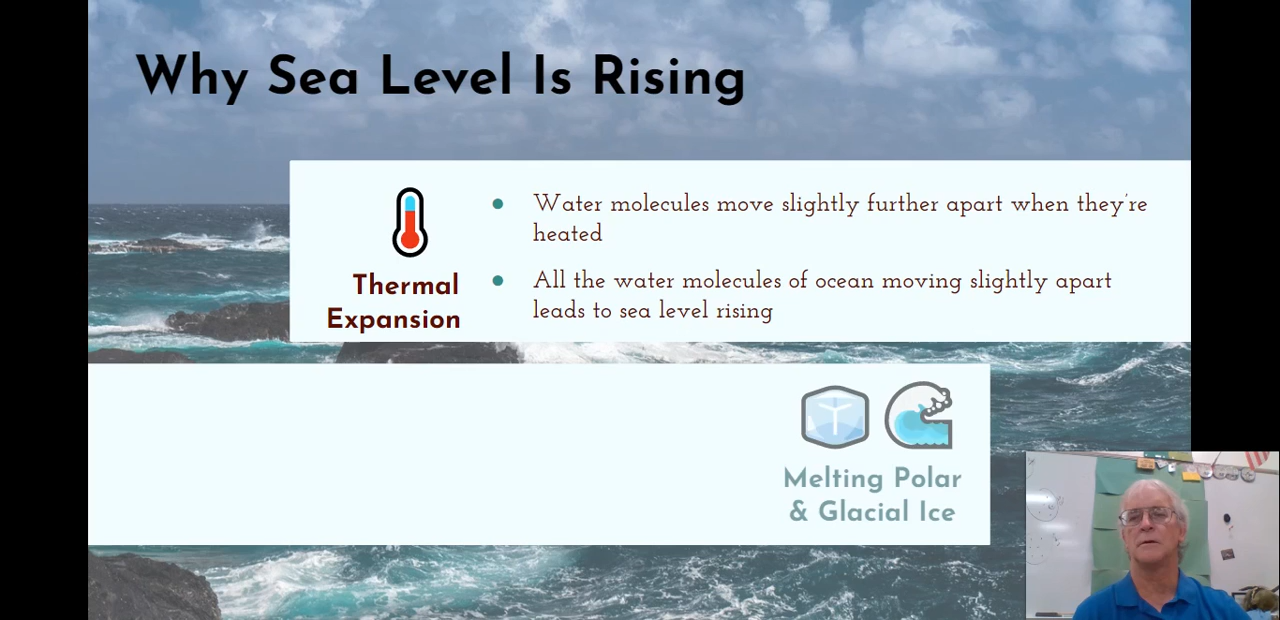 Why Sea Level Is Rising
Water molecules move slightly further apart when they're
heated
Thermal
Expansion
All the water molecules of ocean moving slightly apart
leads to sea level rising
Melting Polar
& Glacial Ice